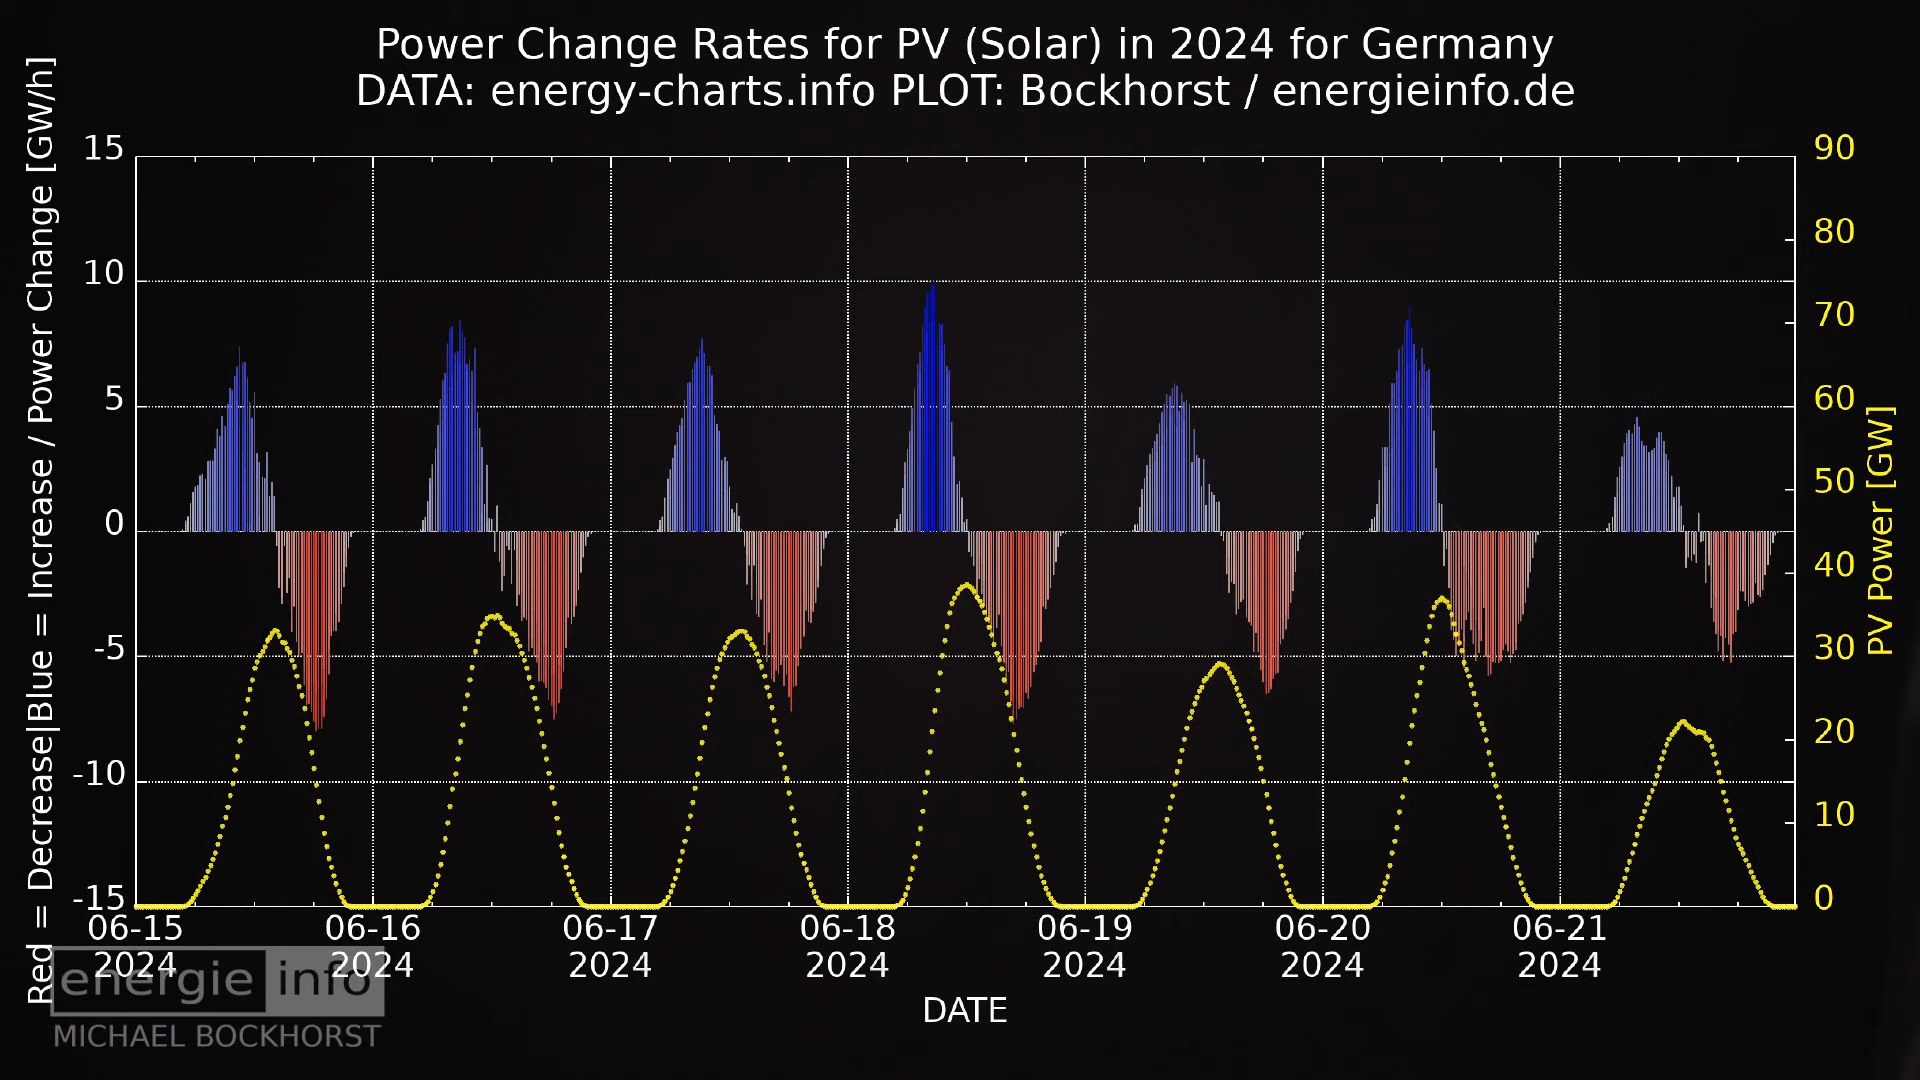 Power Change Rates for PV (Solar) in 2024 for Germany
DATA: energy-charts.info PLOT: Bockhorst / energieinfo.de
Red = Decrease|Blue = Increase / Power Change [GW/h]
15
10
5
0
-5
-10
-15
90
80
70
60
50
40
30
20
10
0
PV Power [GW]
06-15 06-16 06-17 06-18 06-19 06-20 06-21
2024 2024 2024 2024 2024 2024 2024
DATE
energie info
MICHAEL BOCKHORST